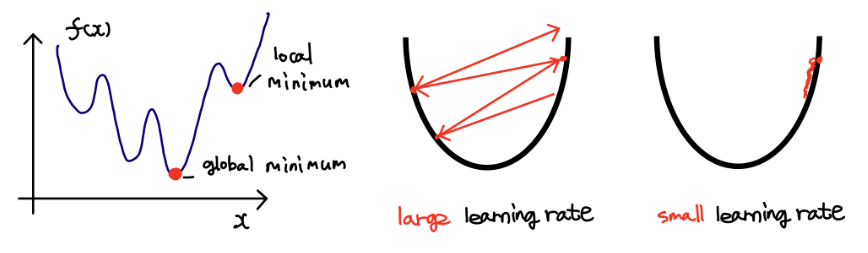 f(x)
local
minimum
global minimum
x
large learning rate
small learning rate